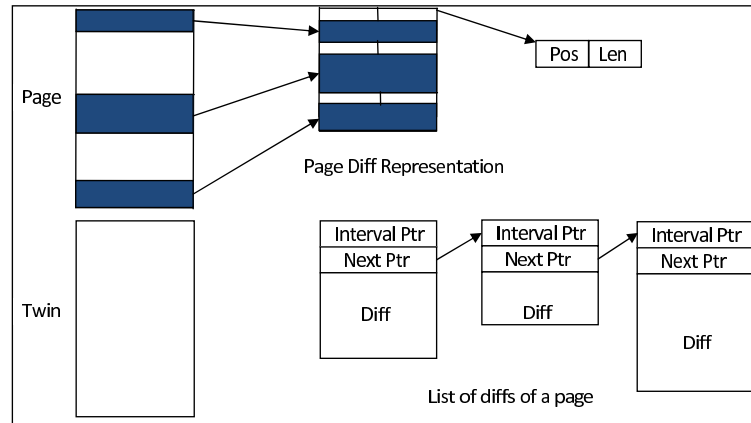 Page
Pos Len
Page Diff Representation
Twin
Interval Ptr
Next Ptr
Diff
Interval Ptr
Next Ptr
Diff
Interval Ptr
Next Ptr
Diff
List of diffs of a page